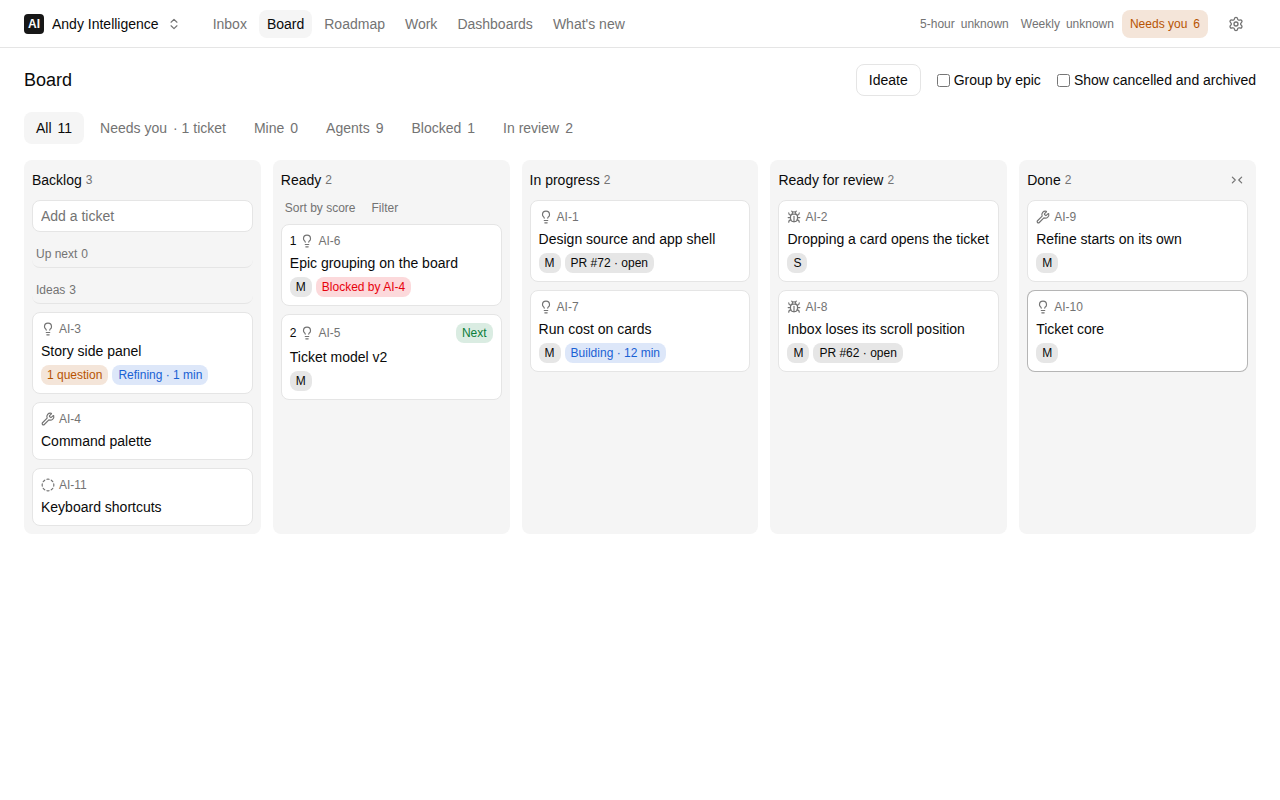 AI Andy Intelligence Inbox Board Roadmap Work Dashboards What's new 5-hour unknown Weekly unknown Needs you 6
Board Ideate Group by epic Show cancelled and archived
All 11 Needs you · 1 ticket Mine 0 Agents 9 Blocked 1 In review 2
Backlog 3
Add a ticket
Up next 0
Ideas 3
AI-3
Story side panel
1 question Refining · 1 min
AI-4
Command palette
AI-11
Keyboard shortcuts
Ready 2
Sort by score Filter
1 AI-6
Epic grouping on the board
M Blocked by AI-4
2 AI-5 Next
Ticket model v2
M
In progress 2
AI-1
Design source and app shell
M PR #72 · open
AI-7
Run cost on cards
M Building · 12 min
Ready for review 2
AI-2
Dropping a card opens the ticket
S
AI-8
Inbox loses its scroll position
M PR #62 · open
Done 2
AI-9
Refine starts on its own
M
AI-10
Ticket core
M